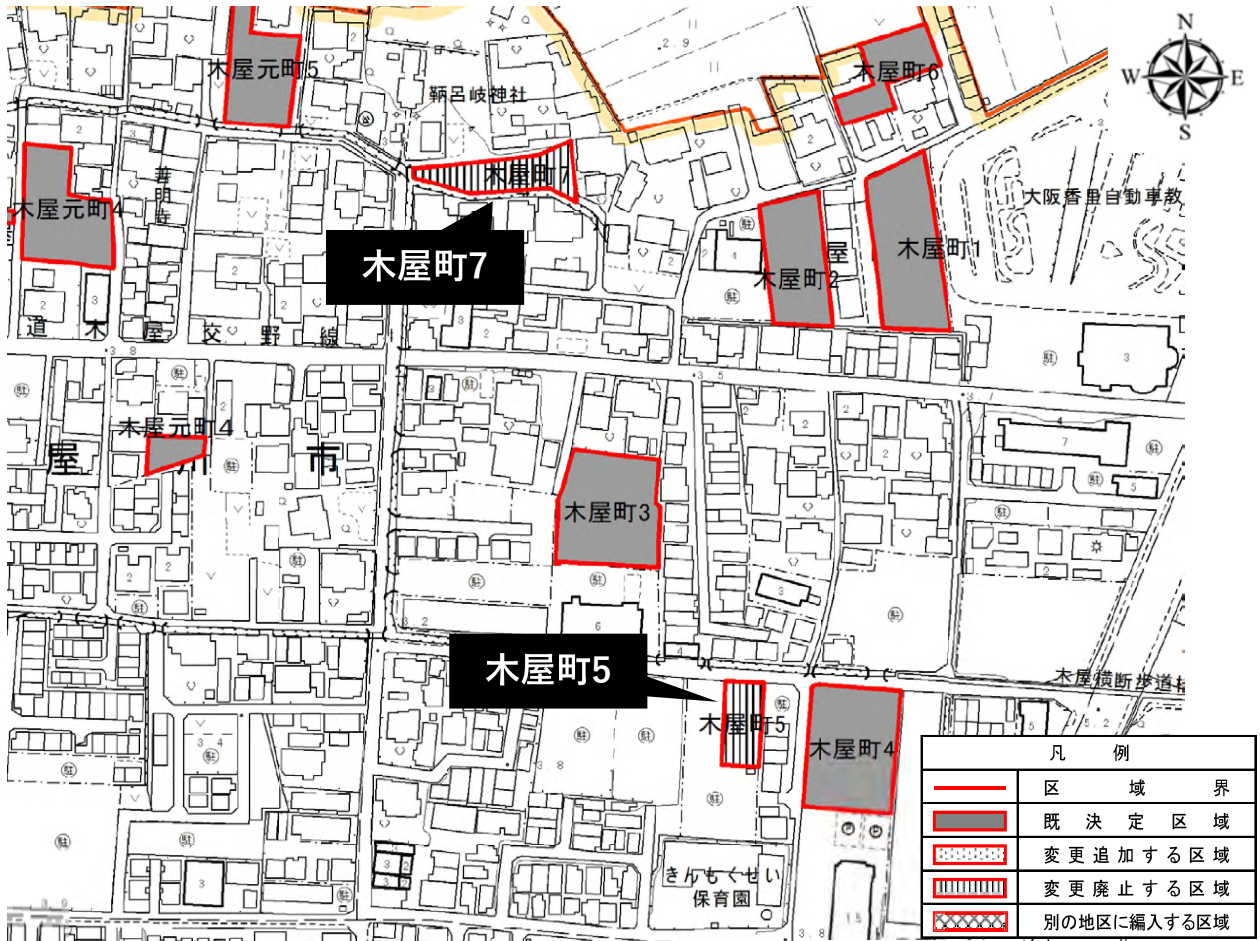 N
W E
S
木屋元町5
木屋町6
鞆呂岐神社
木屋町7
木屋元町4
善明寺
大阪香里自動車教
木屋町1
木屋町2
屋
木屋町7
道木屋交野線
木屋元町4
屋川市
木屋町3
木屋町5
木屋横断歩道橋
木屋町5
木屋町4
きんもくせい
保育園
凡例
区域界
既決定区域
変更追加する区域
変更廃止する区域
別の地区に編入する区域